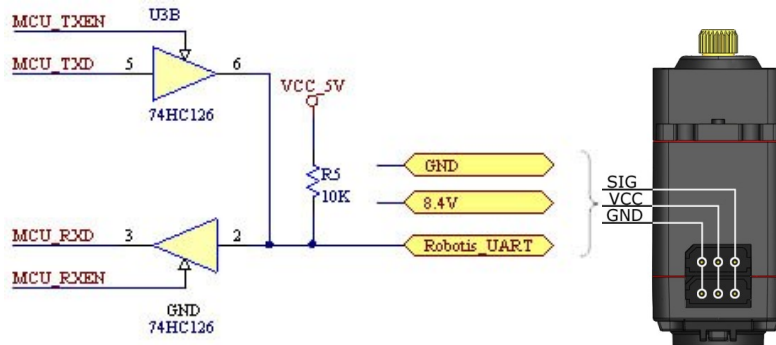 MCU_TXEN
U3B
MCU_TXD
5
6
74HC126
VCC_5V
R5
10K
GND
8.4V
Robotis_UART
SIG
VCC
GND
MCU_RXD
3
2
MCU_RXEN
GND
74HC126